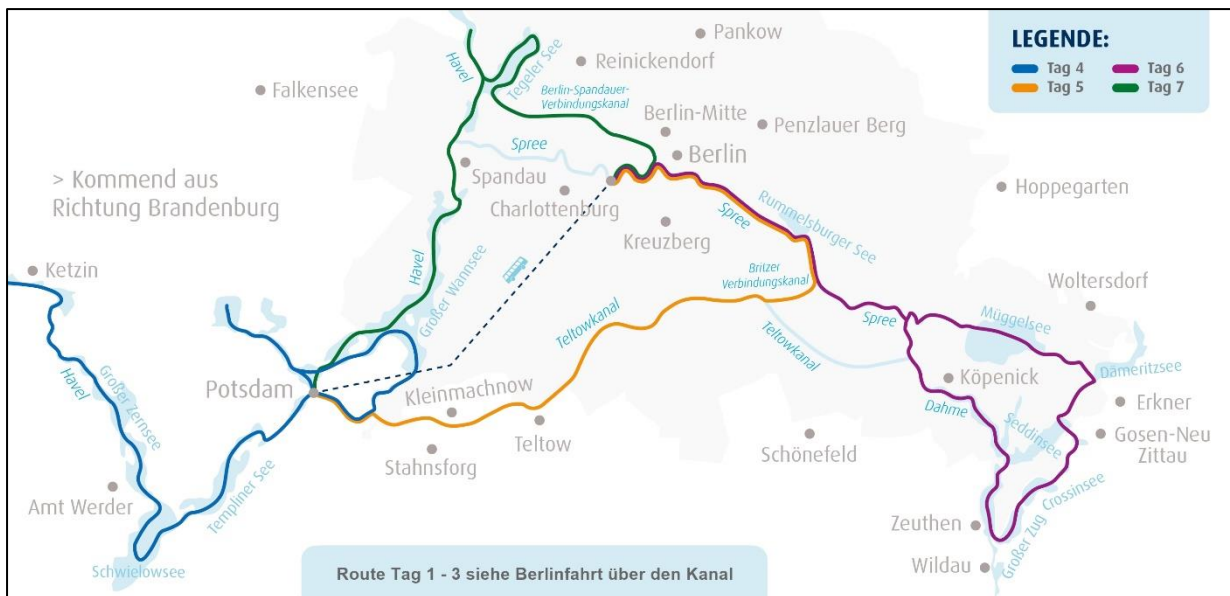 LEGENDE:
Tag 4
Tag 6
Tag 5
Tag 7
Pankow
Reinickendorf
Havel
Tegeler See
Falkensee
Berlin-Spandauer-
Verbindungskanal
Berlin-Mitte
Penzlauer Berg
Spree
Berlin
Spandau
> Kommend aus
Richtung Brandenburg
Charlottenburg
Hoppegarten
Rummelsburger See
Spree
Kreuzberg
Havel
Großer Wannsee
Britzer
Verbindungskanal
Ketzin
Woltersdorf
Teltowkanal
Spree
Müggelsee
Havel
Großer Zernsee
Teltowkanal
Dämeritzsee
Potsdam
Kleinmachnow
Köpenick
Erkner
Dahme
Seddinsee
Teltow
Schönefeld
Gosen-Neu
Zittau
Stahnsforg
Templiner See
Amt Werder
Crossinsee
Zeuthen
Großer Zug
Wildau
Schwielowsee
Route Tag 1 - 3 siehe Berlinfahrt über den Kanal